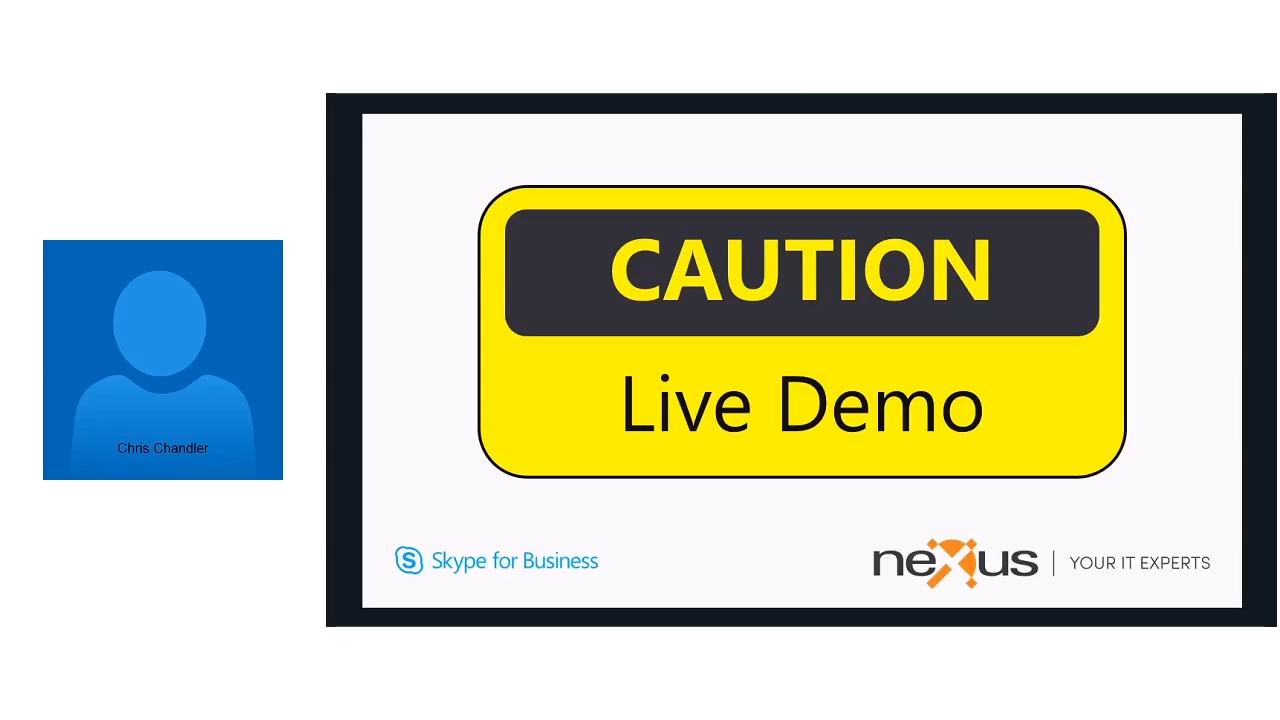 Chris Chandler
CAUTION
Live Demo
Skype for Business
nexus | YOUR IT EXPERTS